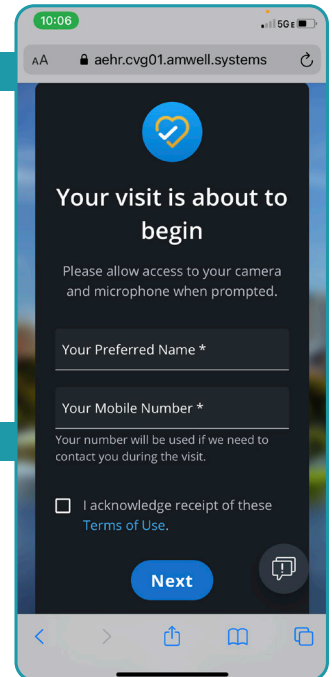 10:06
5G E
AA aehr.cvg01.amwell.systems
Your visit is about to
begin
Please allow access to your camera
and microphone when prompted.
Your Preferred Name *
Your Mobile Number *
Your number will be used if we need to
contact you during the visit.
I acknowledge receipt of these
Terms of Use.
Next